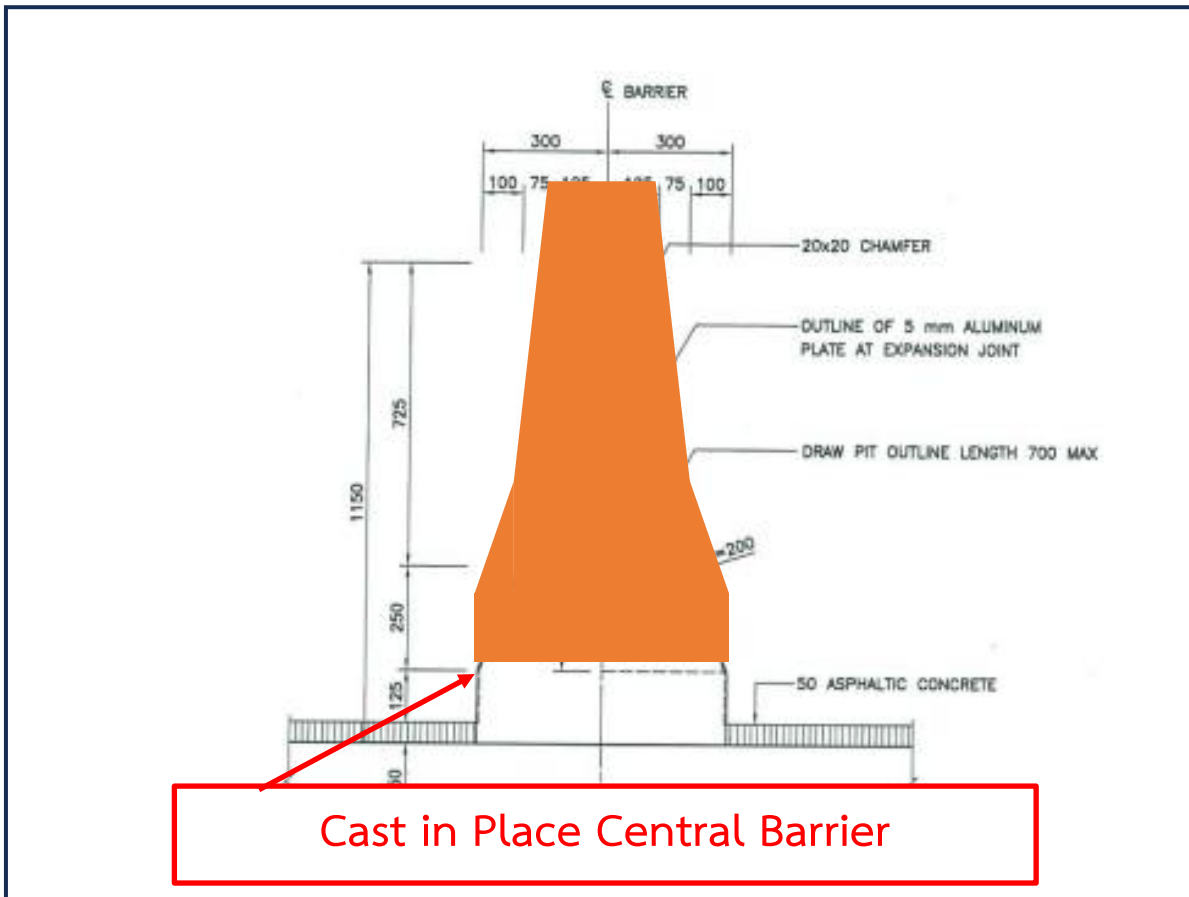 ℄ BARRIER
300 300
100 75 75 100
20x20 CHAMFER
OUTLINE OF 5 mm ALUMINUM
PLATE AT EXPANSION JOINT
725
DRAW PIT OUTLINE LENGTH 700 MAX
1150
=200
250
50 ASPHALTIC CONCRETE
125
Cast in Place Central Barrier